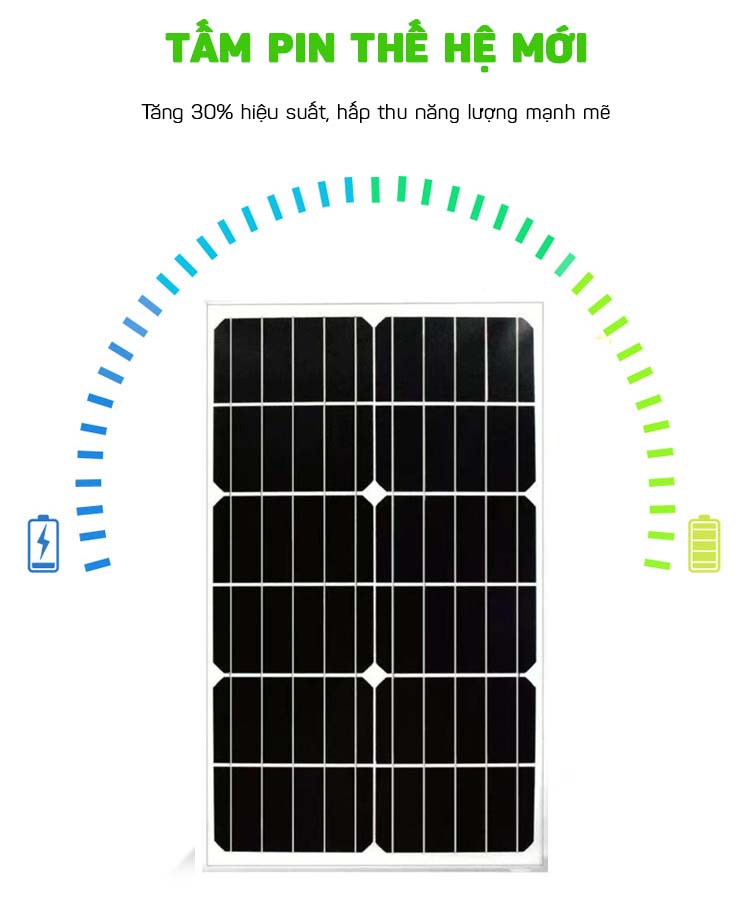 TẤM PIN THẾ HỆ MỚI
Tăng 30% hiệu suất, hấp thu năng lượng mạnh mẽ